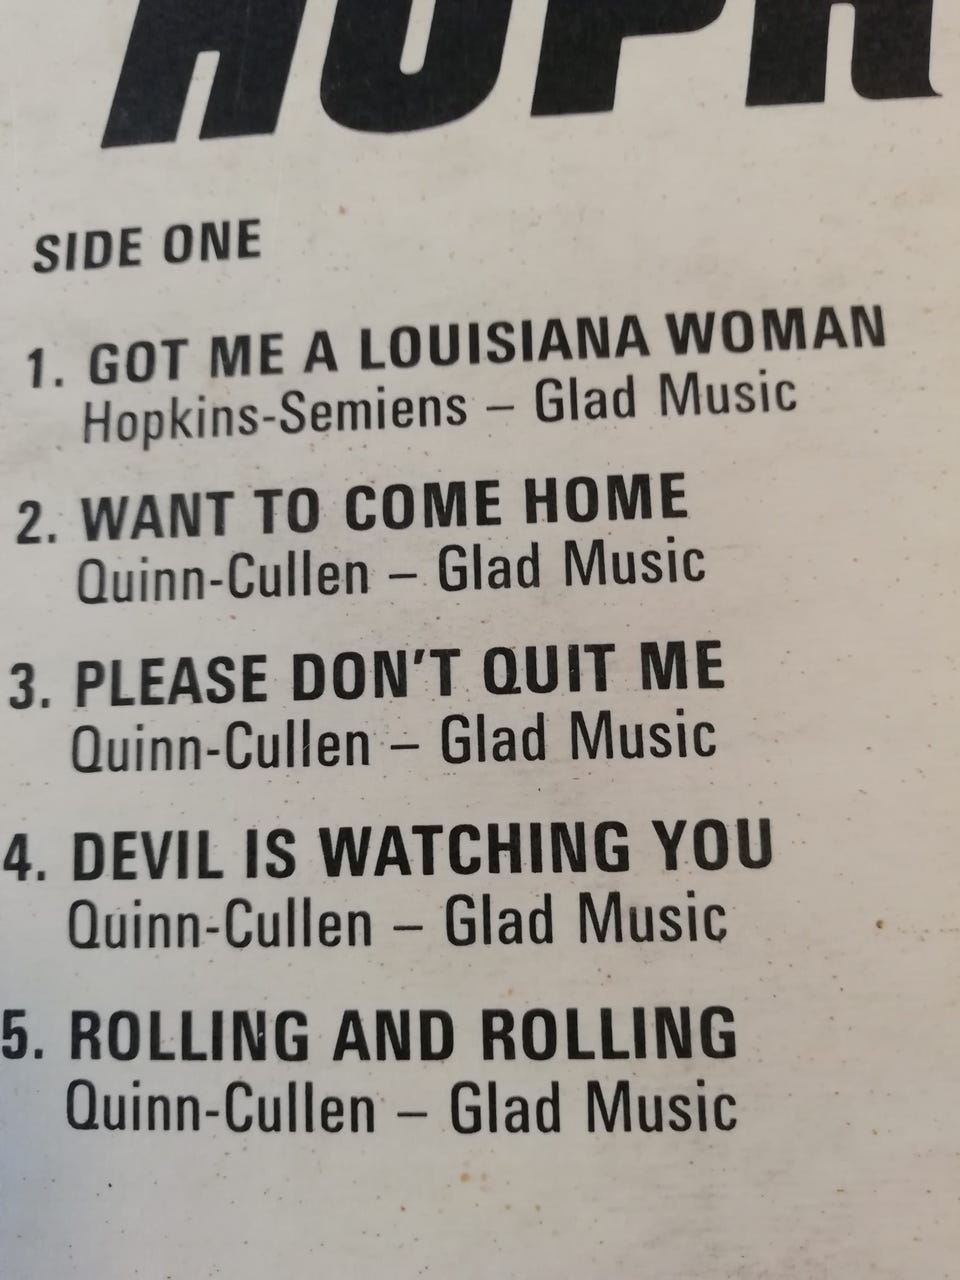 HOPK
SIDE ONE
1. GOT ME A LOUISIANA WOMAN
Hopkins-Semiens – Glad Music
2. WANT TO COME HOME
Quinn-Cullen – Glad Music
3. PLEASE DON'T QUIT ME
Quinn-Cullen – Glad Music
4. DEVIL IS WATCHING YOU
Quinn-Cullen – Glad Music
5. ROLLING AND ROLLING
Quinn-Cullen – Glad Music